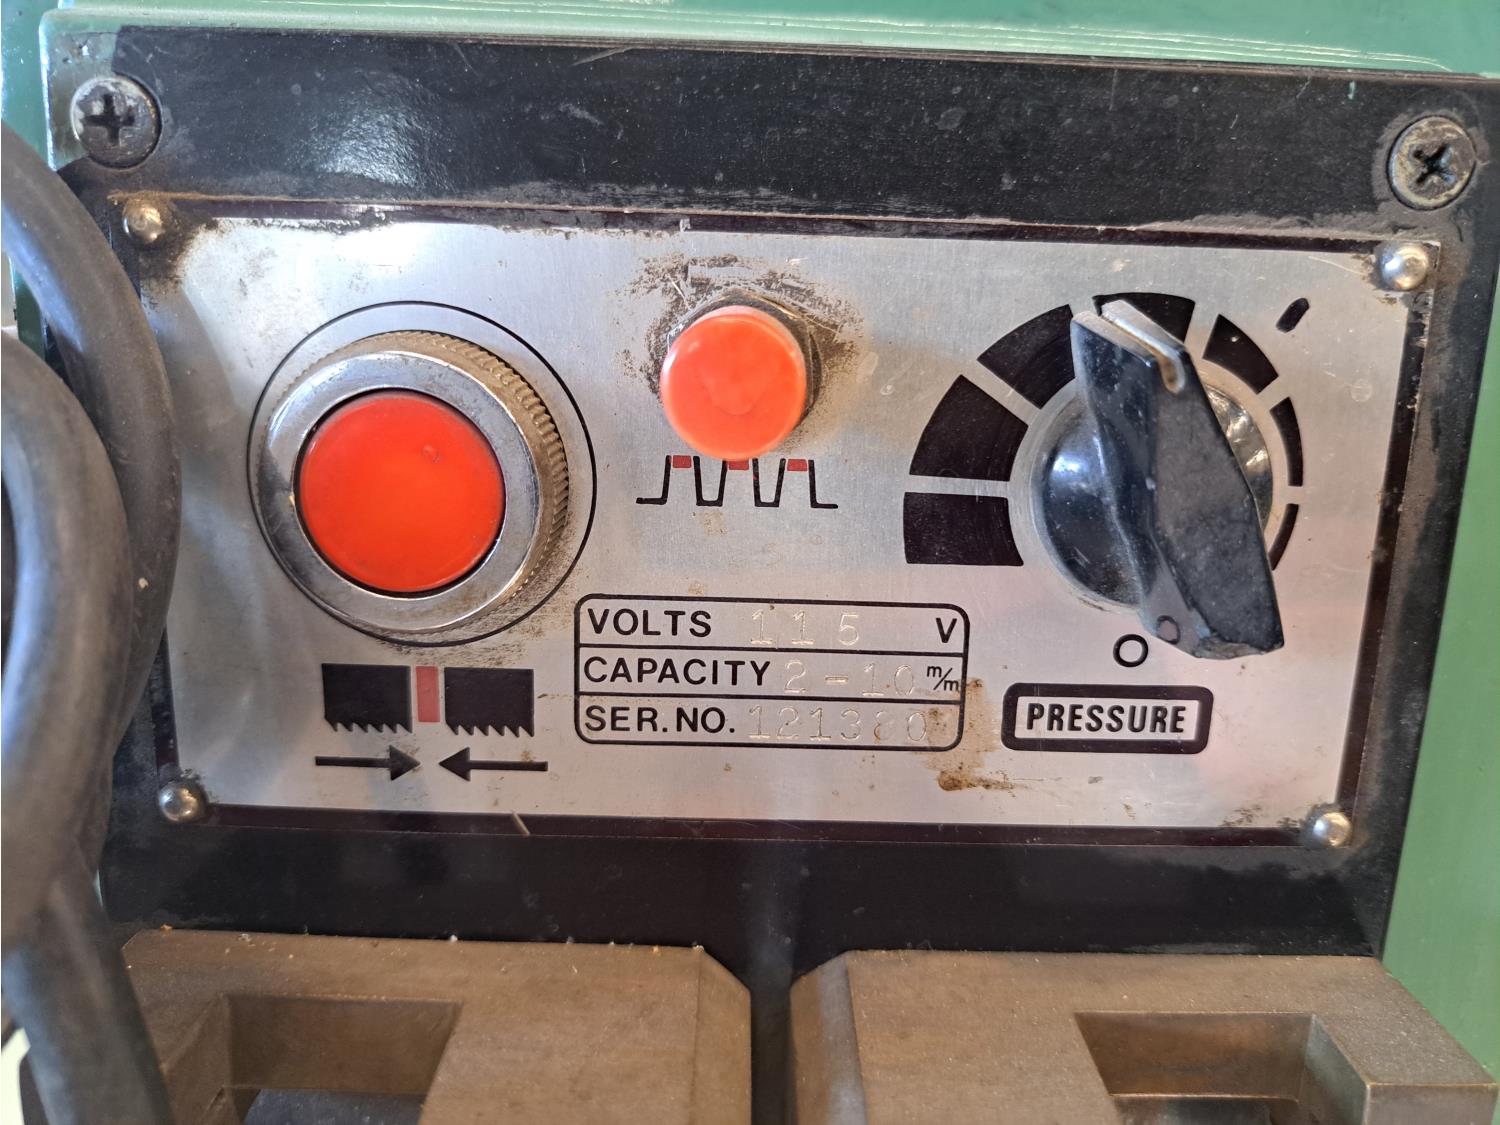 VOLTS 115 V
CAPACITY 2-10 m/m
SER.NO. 121380
O
PRESSURE